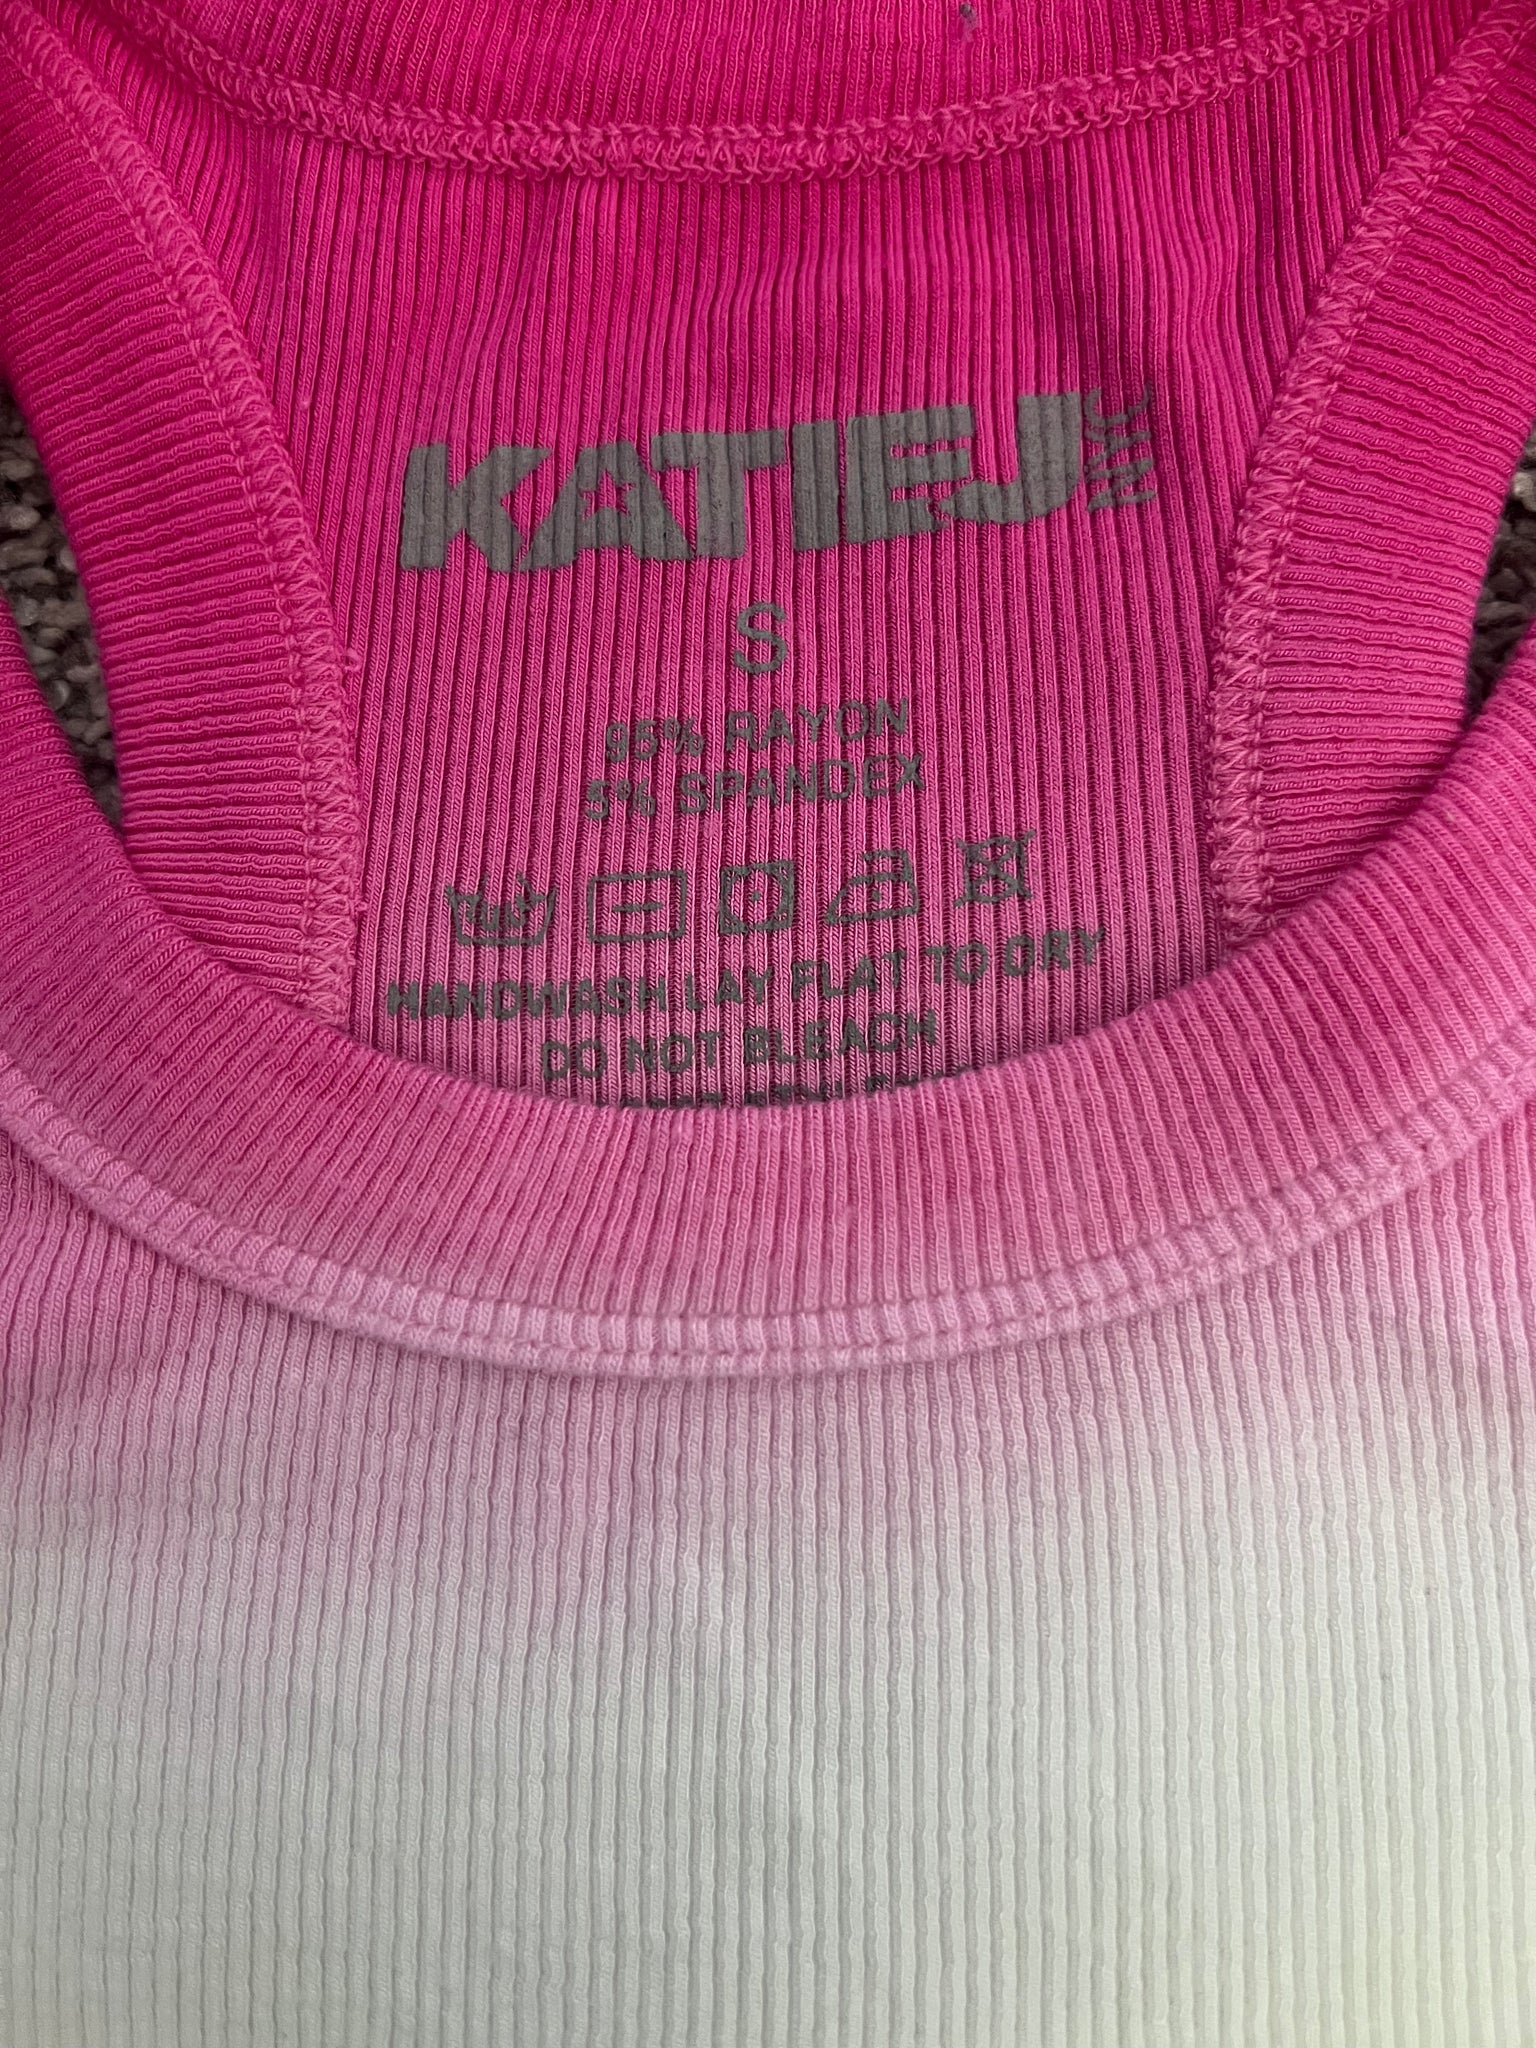 KATIEJ NYC
S
95% RAYON
5% SPANDEX
HANDWASH LAY FLAT TO DRY
DO NOT BLEACH